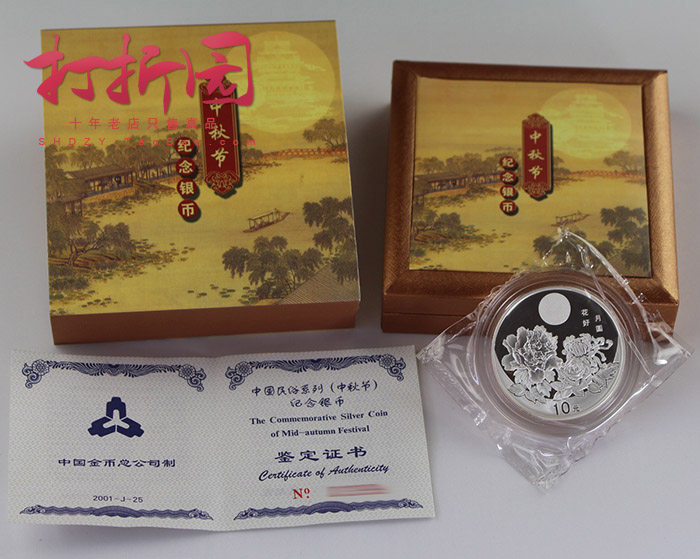 打折园
十年老店只售真品
中秋节
纪念银币
中秋节
纪念银币
月圆
花好
10元
中国金币总公司制
2001-J-25
中国民俗系列(中秋节)
纪念银币
The Commemorative Silver Coin
of Mid-autumn Festival
鉴定证书
Certificate of Authenticity
Nº